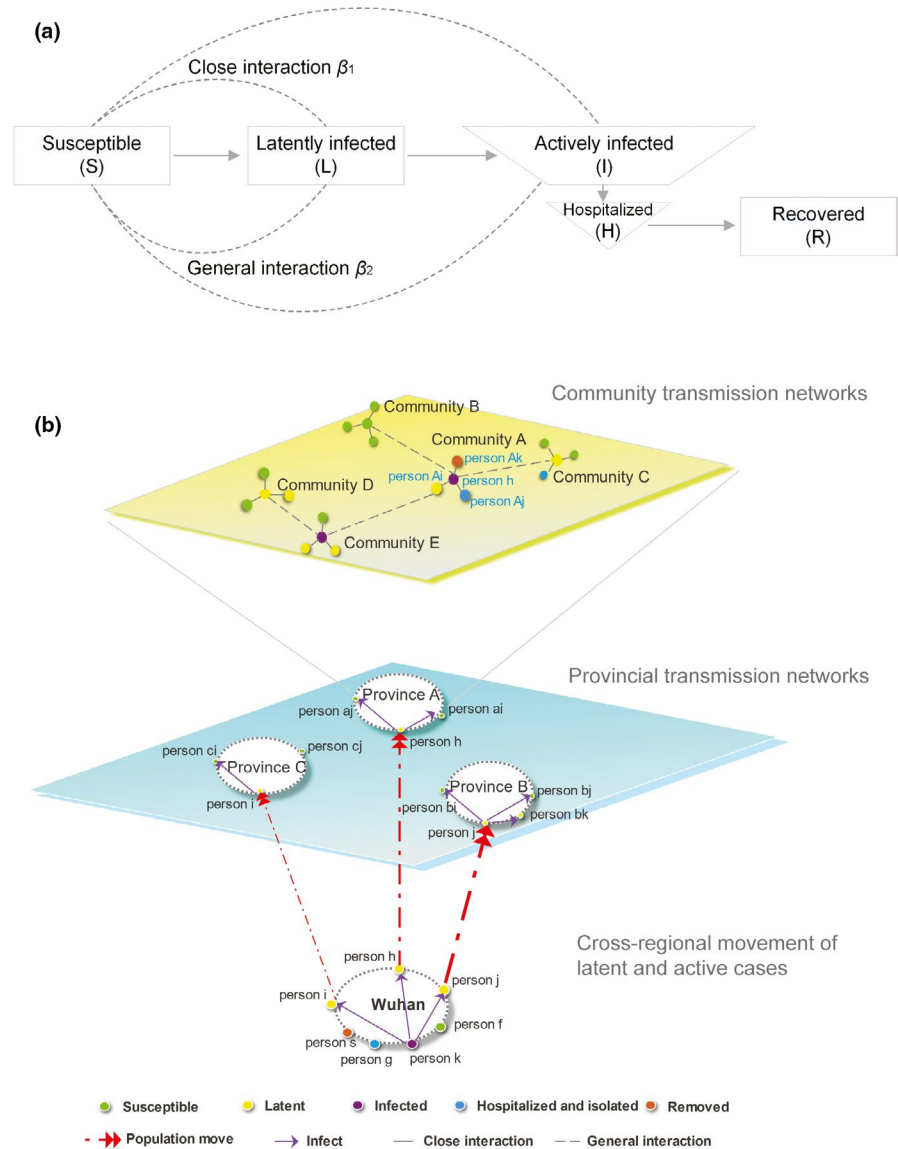 (a)
Close interaction β1
Susceptible
(S)
Latently infected
(L)
Actively infected
(I)
Hospitalized
(H)
Recovered
(R)
General interaction β2
Community transmission networks
(b)
Community B
Community A
person Ak
person Ai
person h
Community C
person Aj
Community D
Community E
Provincial transmission networks
Province A
person aj
person ai
person h
person ci
person cj
Province C
person i
Province B
person bi
person bj
person bk
person j
Cross-regional movement of
latent and active cases
person h
person j
person i
Wuhan
person f
person s
person g
person k
Susceptible
Latent
Infected
Hospitalized and isolated
Removed
Population move
Infect
Close interaction
General interaction